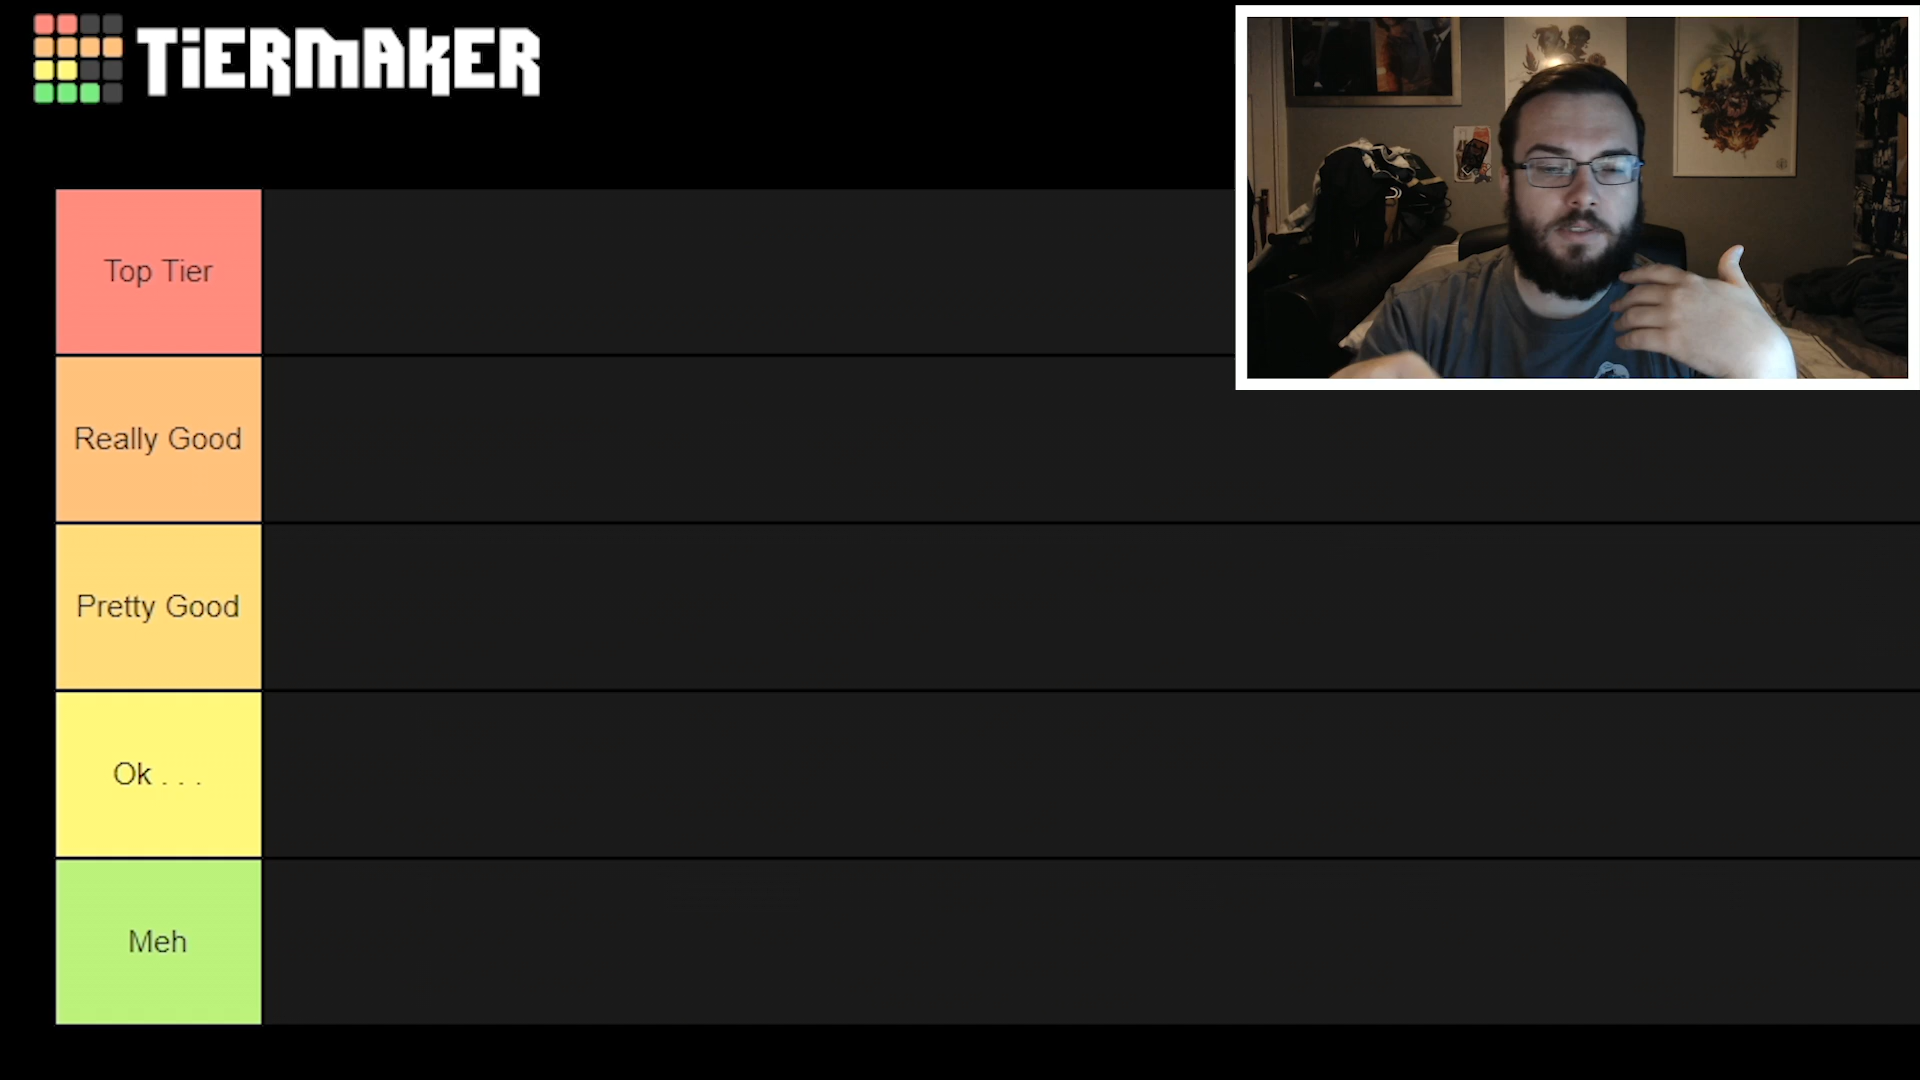 TiERMAKER
Top Tier
Really Good
Pretty Good
Ok . . .
Meh